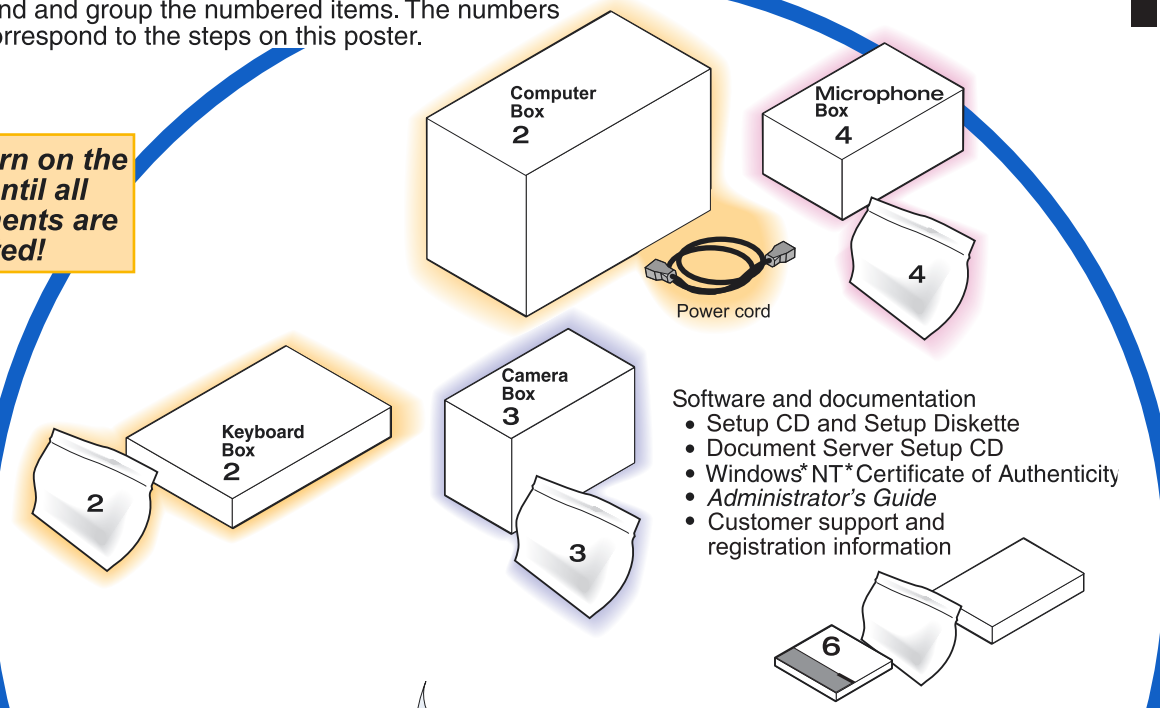 nd and group the numbered items. The numbers
orrespond to the steps on this poster.
rn on the
ntil all
ents are
ed!
Computer
Box
2
Microphone
Box
4
4
Power cord
Camera
Box
3
3
Keyboard
Box
2
2
Software and documentation
• Setup CD and Setup Diskette
• Document Server Setup CD
• Windows* NT* Certificate of Authenticity
• Administrator's Guide
• Customer support and
registration information
6